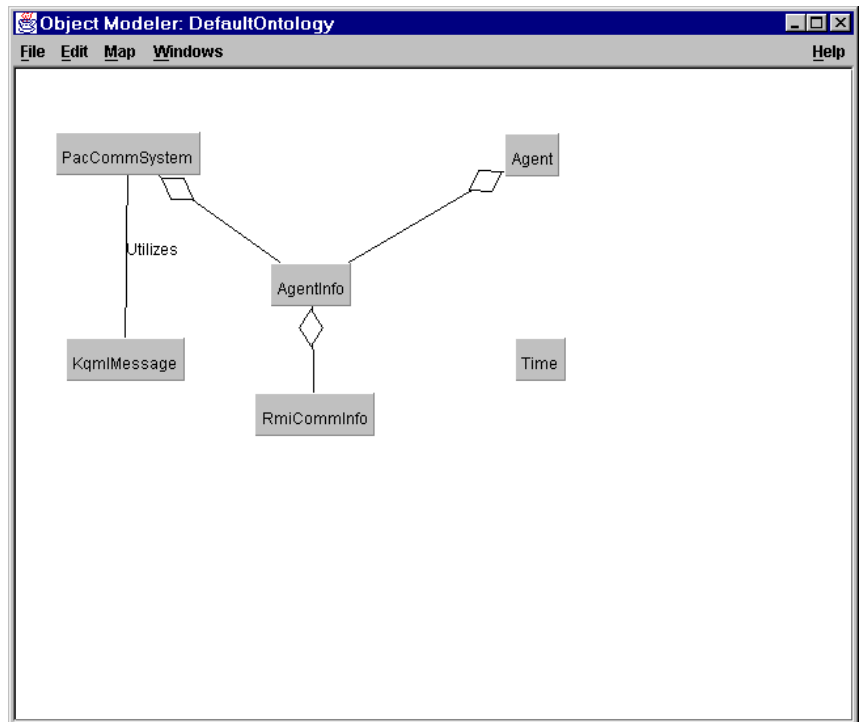 Object Modeler: DefaultOntology
File Edit Map Windows Help
PacCommSystem
Agent
Utilizes
AgentInfo
KqmlMessage
Time
RmiCommInfo